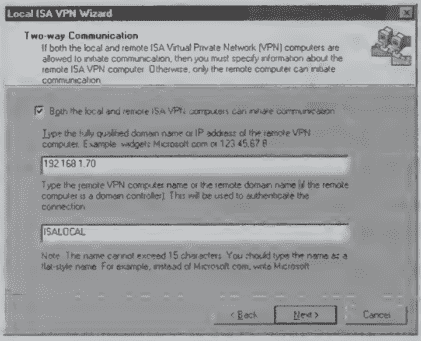 Local ISA VPN Wizard
Two-way Communication
If both the local and remote ISA Virtual Private Network (VPN) computers are
allowed to initiate communication, then you must specify information about the
remote ISA VPN computer. Otherwise, only the remote computer can initiate
communication.
Both the local and remote ISA VPN computers can initiate communication.
Type the fully qualified domain name or IP address of the remote VPN
computer. Example: widgets.Microsoft.com or 123.45.67.8
192.168.1.70
Type the remote VPN computer name or the remote domain name (if the remote
computer is a domain controller). This will be used to authenticate the
connection.
ISALOCAL
Note: The name cannot exceed 15 characters. You should type the name as a
flat-style name. For example, instead of Microsoft.com, write Microsoft
< Back Next > Cancel